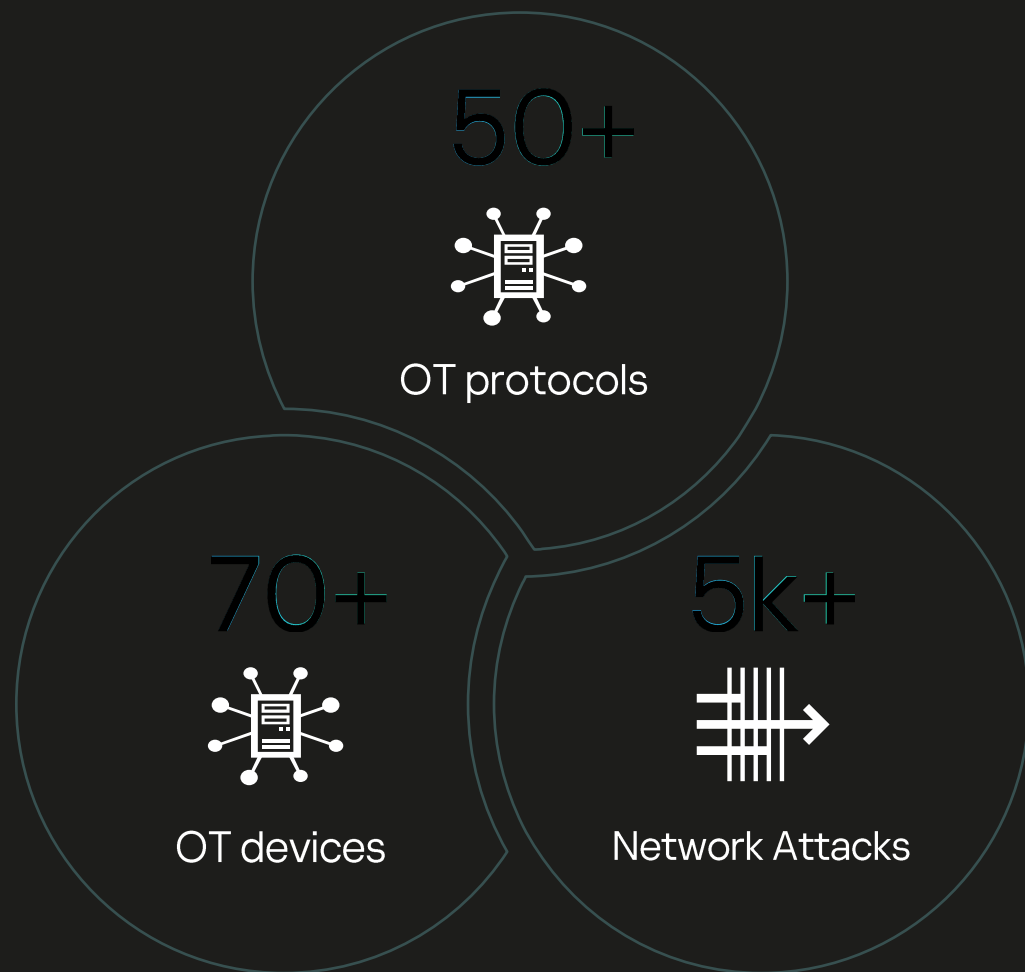 50+
OT protocols
70+
OT devices
5k+
Network Attacks